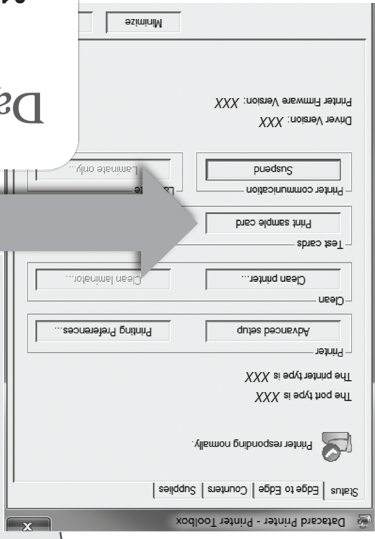 Datacard Printer - Printer Toolbox X
Status Edge to Edge Counters Supplies
Printer responding normally.
The port type is XXX
The printer type is XXX
Printer
Advanced setup Printing Preferences...
Clean
Clean printer... Clean laminator...
Test cards
Print sample card
Printer communication
Suspend Laminate only...
Driver Version: XXX
Printer Firmware Version: XXX
Minimize